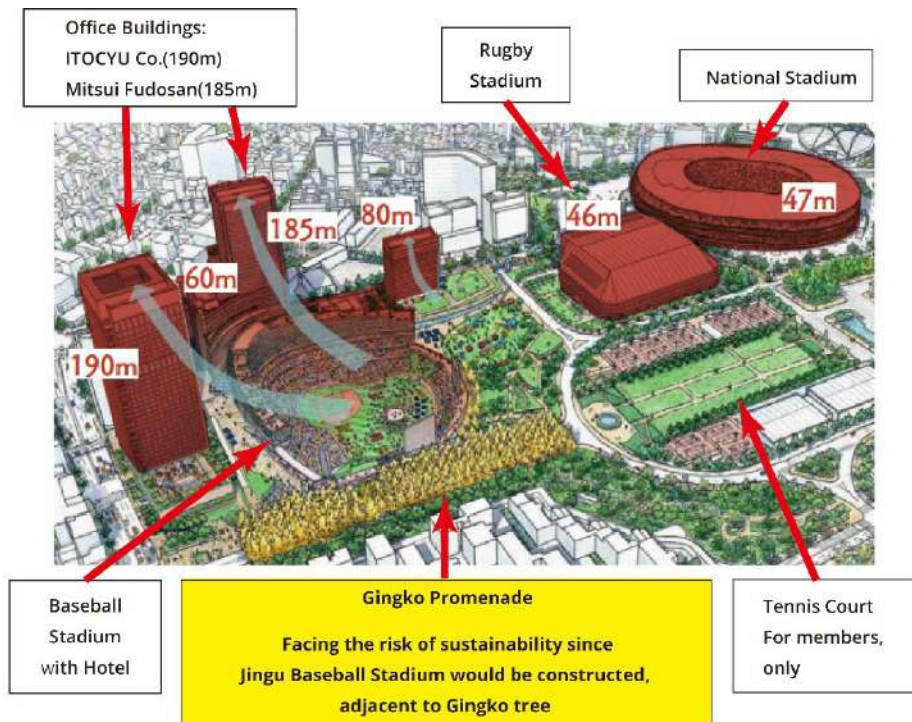 Office Buildings:
ITOCYU Co.(190m)
Mitsui Fudosan(185m)
Rugby
Stadium
National Stadium
80m
46m
47m
185m
60m
190m
Baseball
Stadium
with Hotel
Gingko Promenade
Facing the risk of sustainability since
Jingu Baseball Stadium would be constructed,
adjacent to Gingko tree
Tennis Court
For members,
only